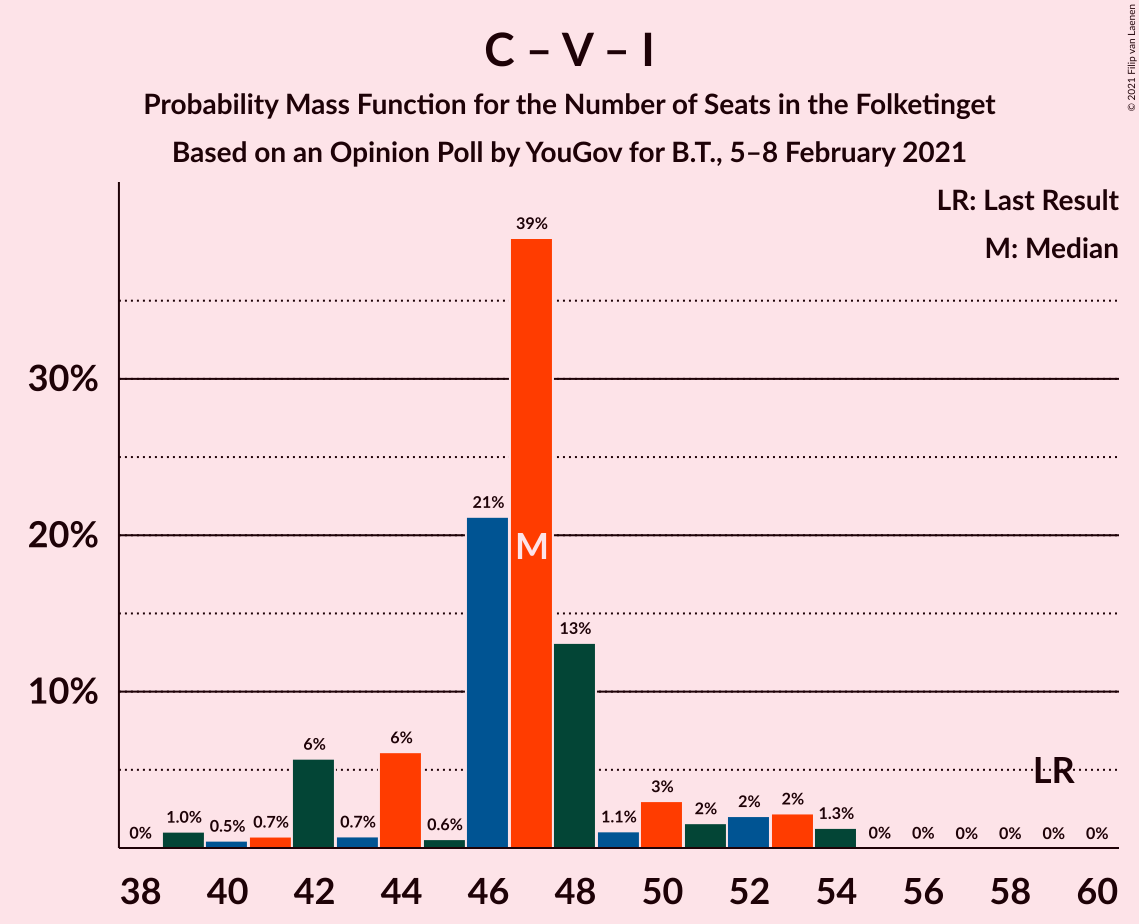 C – V – I
Probability Mass Function for the Number of Seats in the Folketinget
Based on an Opinion Poll by YouGov for B.T., 5–8 February 2021
© 2021 Filip van Laenen
LR: Last Result
M: Median
30%
20%
10%
0%
1.0%
0.5%
0.7%
6%
0.7%
6%
0.6%
21%
39%
M
13%
1.1%
3%
2%
2%
2%
1.3%
0%
0%
0%
0%
0%
0%
LR
38 40 42 44 46 48 50 52 54 56 58 60